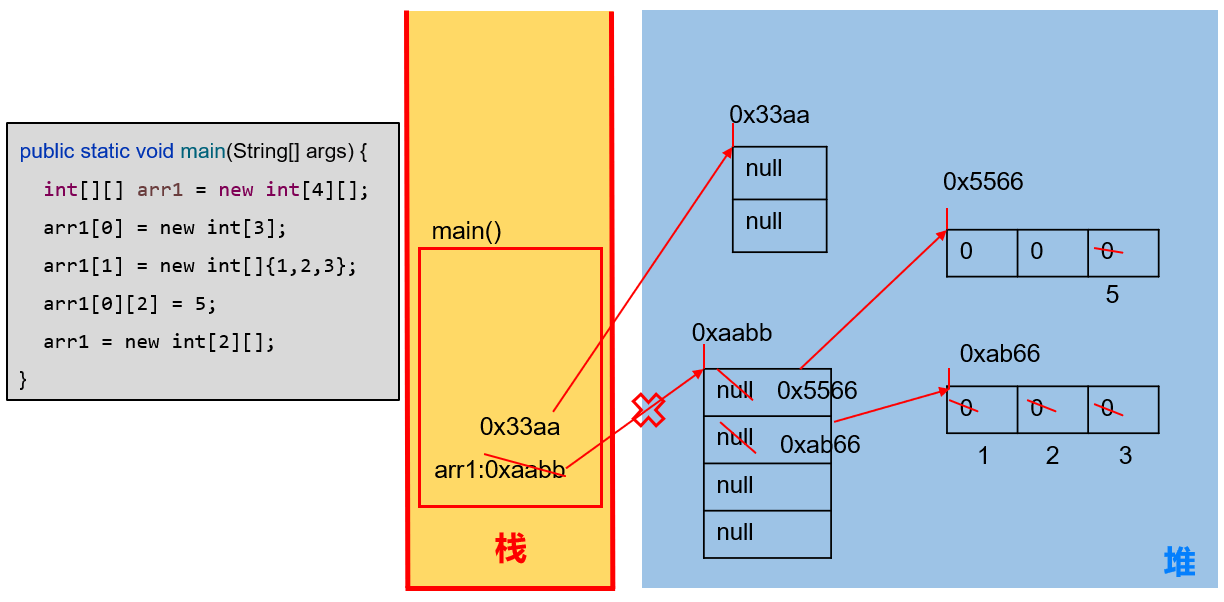 public static void main(String[] args) {
int[][] arr1 = new int[4][];
arr1[0] = new int[3];
arr1[1] = new int[]{1,2,3};
arr1[0][2] = 5;
arr1 = new int[2][];
}
main()
0x33aa
arr1:0xaabb
栈
0x33aa
null
null
0x5566
0 0 0
5
0xaabb
null 0x5566
null 0xab66
null
null
0xab66
0 0 0
1 2 3
堆